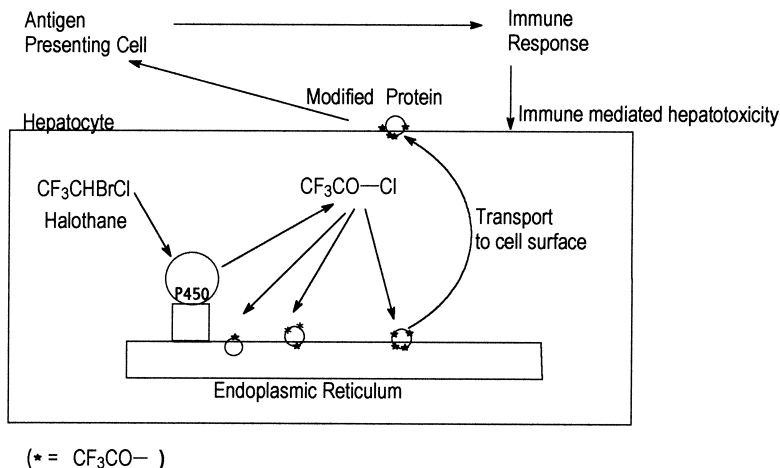 Antigen
Presenting Cell
Immune
Response
Modified Protein
Immune mediated hepatotoxicity
Hepatocyte
CF₃CHBrCl
Halothane
CF₃CO—Cl
Transport
to cell surface
P450
Endoplasmic Reticulum
(★ = CF₃CO— )